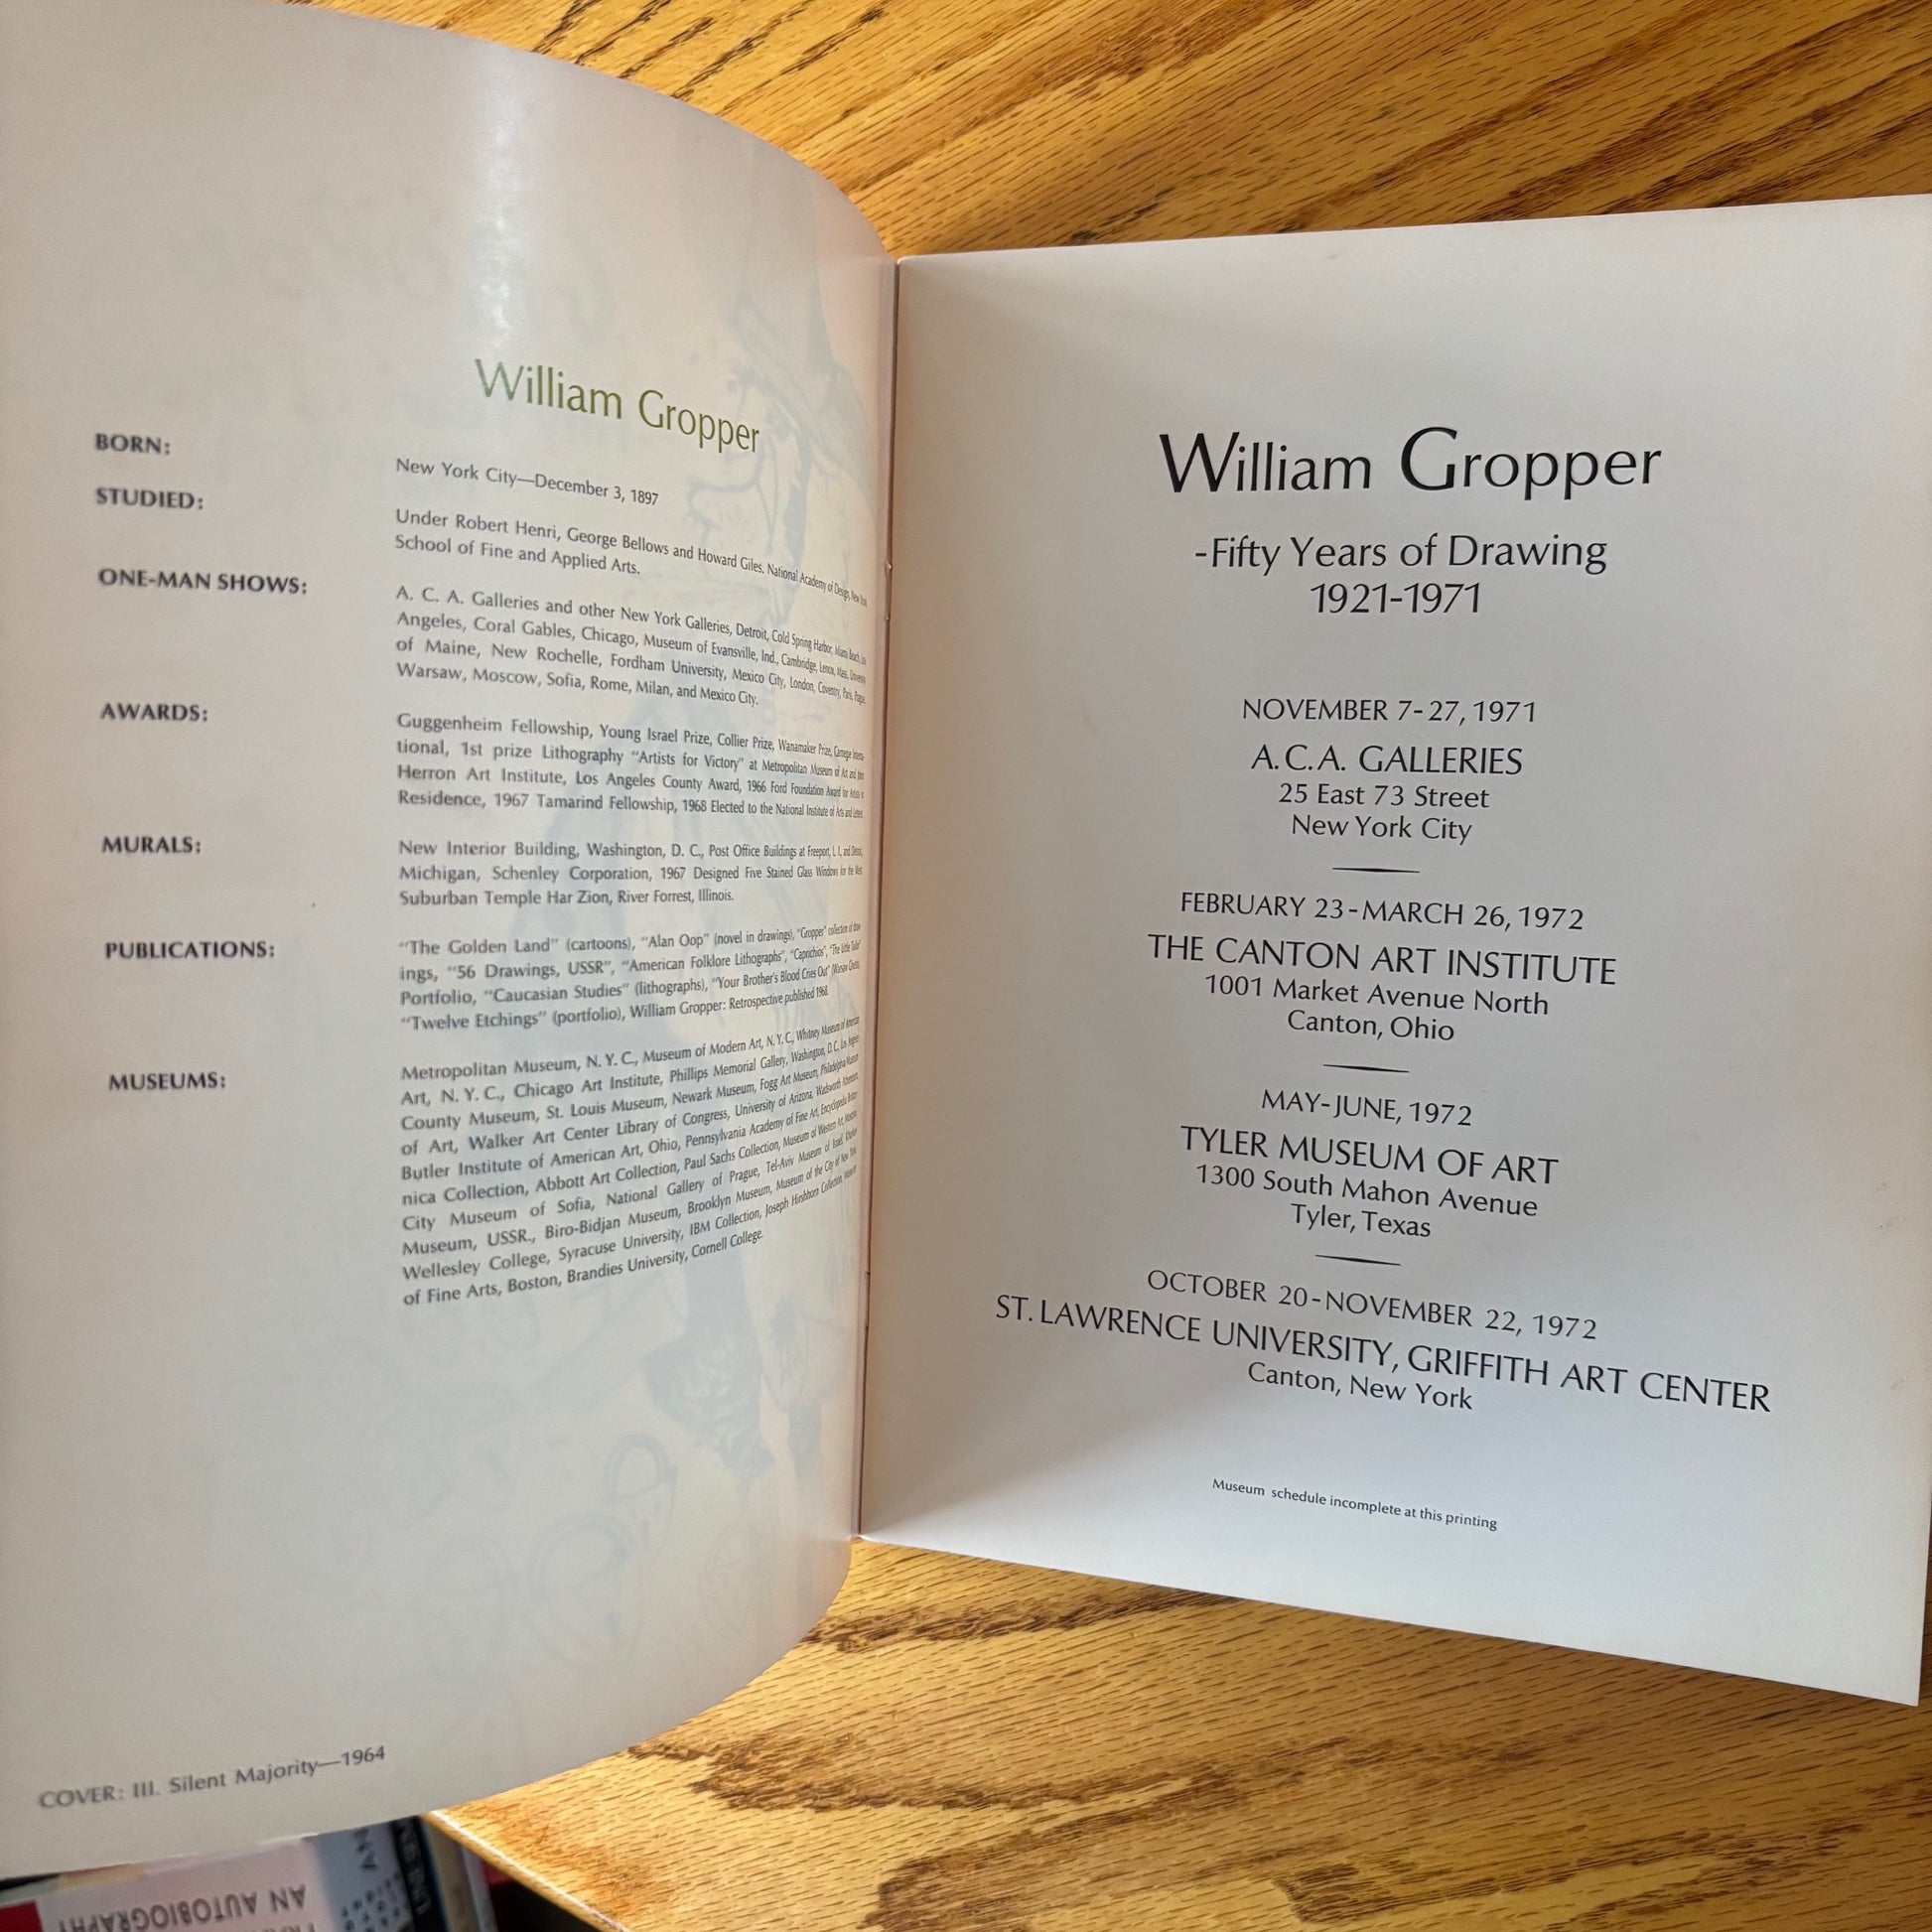 William Gropper
BORN:
New York City—December 3, 1897
STUDIED:
Under Robert Henri, George Bellows and Howard Giles. National Academy of Design, New York
School of Fine and Applied Arts.
ONE-MAN SHOWS:
A. C. A. Galleries and other New York Galleries, Detroit, Cold Spring Harbor, Miami Beach, Los
Angeles, Coral Gables, Chicago, Museum of Evansville, Ind., Cambridge, Lenox, Mass., University
of Maine, New Rochelle, Fordham University, Mexico City, London, Coventry, Paris, Prague,
Warsaw, Moscow, Sofia, Rome, Milan, and Mexico City.
AWARDS:
Guggenheim Fellowship, Young Israel Prize, Collier Prize, Wanamaker Prize, Carnegie Interna-
tional, 1st prize Lithography “Artists for Victory” at Metropolitan Museum of Art and John
Herron Art Institute, Los Angeles County Award, 1966 Ford Foundation Award for Artists in
Residence, 1967 Tamarind Fellowship, 1968 Elected to the National Institute of Arts and Letters.
MURALS:
New Interior Building, Washington, D. C., Post Office Buildings at Freeport, L. I., and Detroit,
Michigan, Schenley Corporation, 1967 Designed Five Stained Glass Windows for the West
Suburban Temple Har Zion, River Forrest, Illinois.
PUBLICATIONS:
“The Golden Land” (cartoons), “Alan Oop” (novel in drawings), “Gropper” collection of draw-
ings, “56 Drawings, USSR”, “American Folklore Lithographs”, “Caprichios”, “The Little Tailor”
Portfolio, “Caucasian Studies” (lithographs), “Your Brother's Blood Cries Out” (Warsaw Ghetto),
“Twelve Etchings” (portfolio), William Gropper: Retrospective published 1968.
MUSEUMS:
Metropolitan Museum, N. Y. C., Museum of Modern Art, N. Y. C., Whitney Museum of American
Art, N. Y. C., Chicago Art Institute, Phillips Memorial Gallery, Washington, D. C., Los Angeles
County Museum, St. Louis Museum, Newark Museum, Fogg Art Museum, Philadelphia Museum
of Art, Walker Art Center Library of Congress, University of Arizona, Wadsworth Atheneum,
Butler Institute of American Art, Ohio, Pennsylvania Academy of Fine Art, Encyclopedia Britan-
nica Collection, Abbott Art Collection, Paul Sachs Collection, Museum of Western Art, Moscow,
City Museum of Sofia, National Gallery of Prague, Tel-Aviv Museum of Israel,
Museum, USSR., Biro-Bidjan Museum, Brooklyn Museum, Museum of the City of New York,
Wellesley College, Syracuse University, IBM Collection, Joseph Hirshhorn Collection, Museum
of Fine Arts, Boston, Brandies University, Cornell College.
COVER: III. Silent Majority—1964
William Gropper
-Fifty Years of Drawing
1921-1971
NOVEMBER 7-27, 1971
A.C.A. GALLERIES
25 East 73 Street
New York City
FEBRUARY 23-MARCH 26, 1972
THE CANTON ART INSTITUTE
1001 Market Avenue North
Canton, Ohio
MAY-JUNE, 1972
TYLER MUSEUM OF ART
1300 South Mahon Avenue
Tyler, Texas
OCTOBER 20-NOVEMBER 22, 1972
ST. LAWRENCE UNIVERSITY, GRIFFITH ART CENTER
Canton, New York
Museum schedule incomplete at this printing
AN AUTOBIOGRAPHY